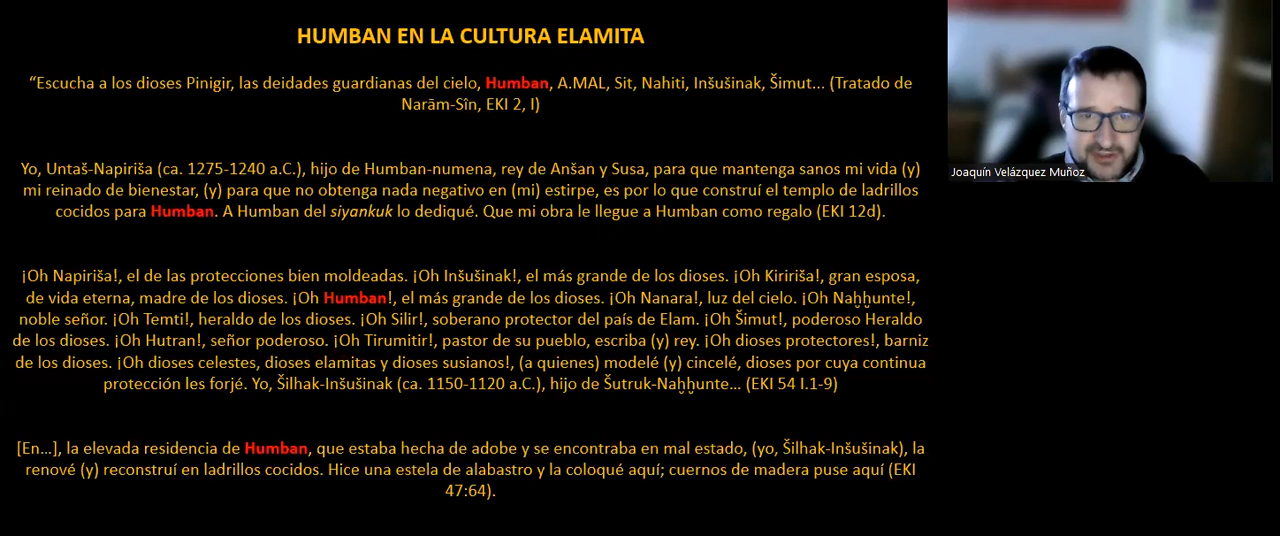 HUMBAN EN LA CULTURA ELAMITA
“Escucha a los dioses Pinigir, las deidades guardianas del cielo, Humban, A.MAL, Sit, Nahiti, Inšušinak, Šimut... (Tratado de
Narām-Sîn, EKI 2, I)
Yo, Untaš-Napiriša (ca. 1275-1240 a.C.), hijo de Humban-numena, rey de Anšan y Susa, para que mantenga sanos mi vida (y)
mi reinado de bienestar, (y) para que no obtenga nada negativo en (mi) estirpe, es por lo que construí el templo de ladrillos
cocidos para Humban. A Humban del siyankuk lo dediqué. Que mi obra le llegue a Humban como regalo (EKI 12d).
¡Oh Napiriša!, el de las protecciones bien moldeadas. ¡Oh Inšušinak!, el más grande de los dioses. ¡Oh Kiririša!, gran esposa,
de vida eterna, madre de los dioses. ¡Oh Humban!, el más grande de los dioses. ¡Oh Nanara!, luz del cielo. ¡Oh Naḫḫunte!,
noble señor. ¡Oh Temti!, heraldo de los dioses. ¡Oh Silir!, soberano protector del país de Elam. ¡Oh Šimut!, poderoso Heraldo
de los dioses. ¡Oh Hutran!, señor poderoso. ¡Oh Tirumitir!, pastor de su pueblo, escriba (y) rey. ¡Oh dioses protectores!, barniz
de los dioses. ¡Oh dioses celestes, dioses elamitas y dioses susianos!, (a quienes) modelé (y) cincelé, dioses por cuya continua
protección les forjé. Yo, Šilhak-Inšušinak (ca. 1150-1120 a.C.), hijo de Šutruk-Naḫḫunte... (EKI 54 I.1-9)
[En...], la elevada residencia de Humban, que estaba hecha de adobe y se encontraba en mal estado, (yo, Šilhak-Inšušinak), la
renové (y) reconstruí en ladrillos cocidos. Hice una estela de alabastro y la coloqué aquí; cuernos de madera puse aquí (EKI
47:64).
Joaquín Velázquez Muñoz